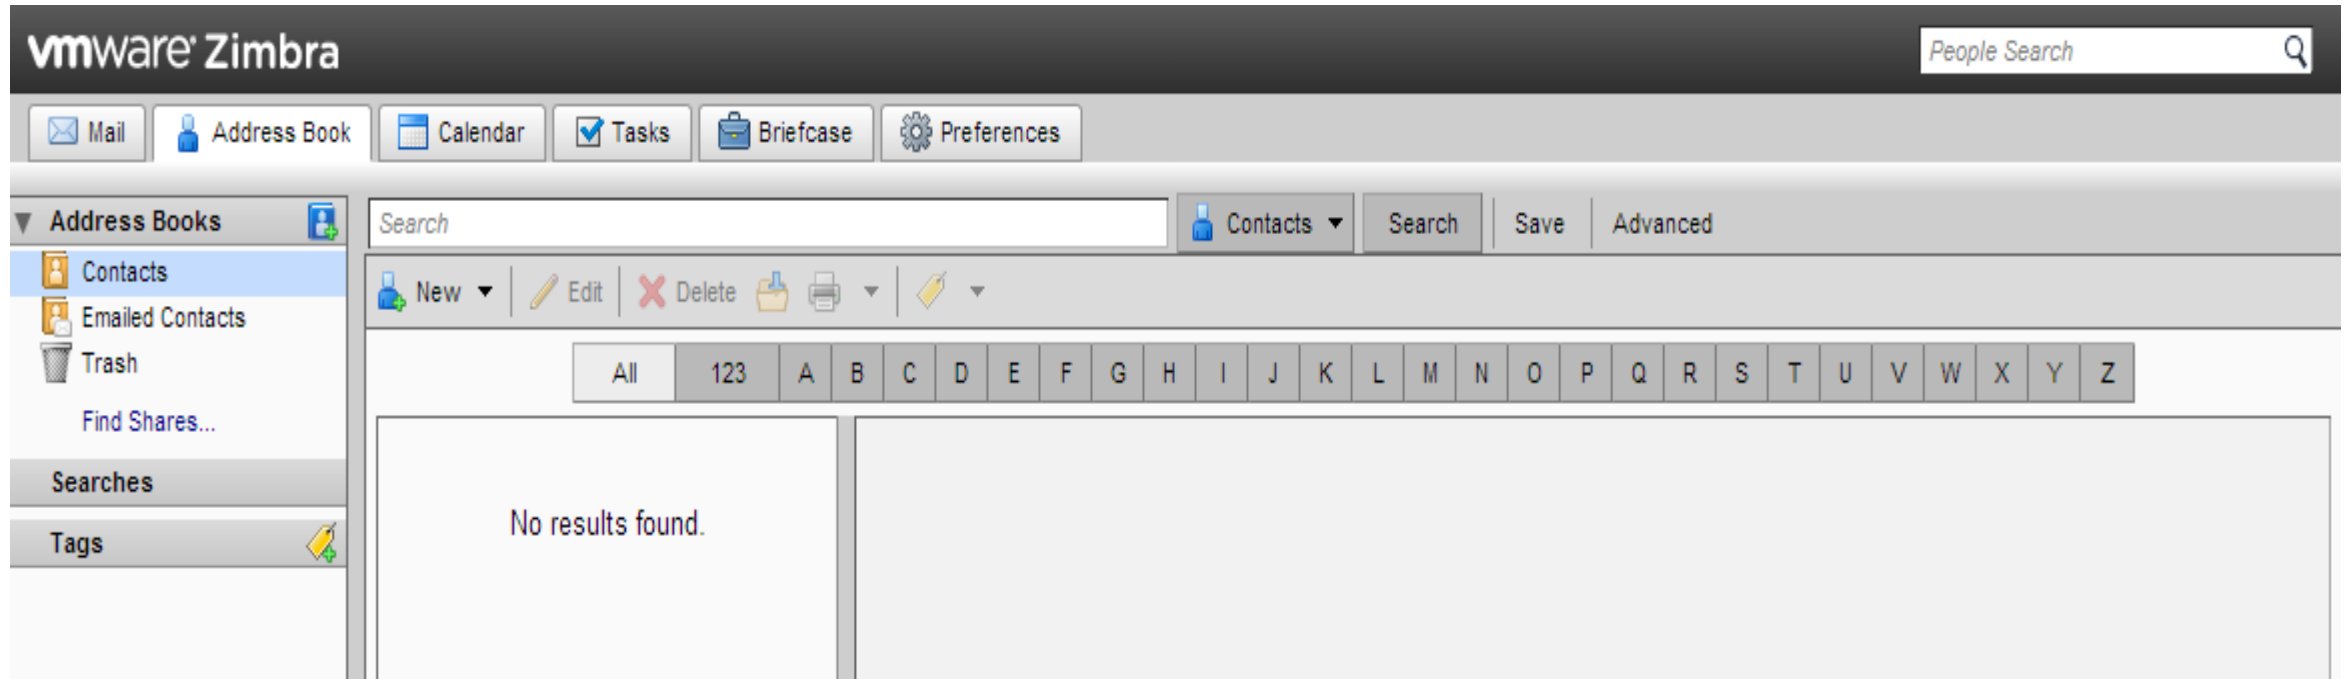 vmware Zimbra
People Search
Mail Address Book Calendar Tasks Briefcase Preferences
Address Books
Contacts
Emailed Contacts
Trash
Find Shares...
Searches
Tags
Search Contacts Search Save Advanced
New Edit Delete
All 123 A B C D E F G H I J K L M N O P Q R S T U V W X Y Z
No results found.